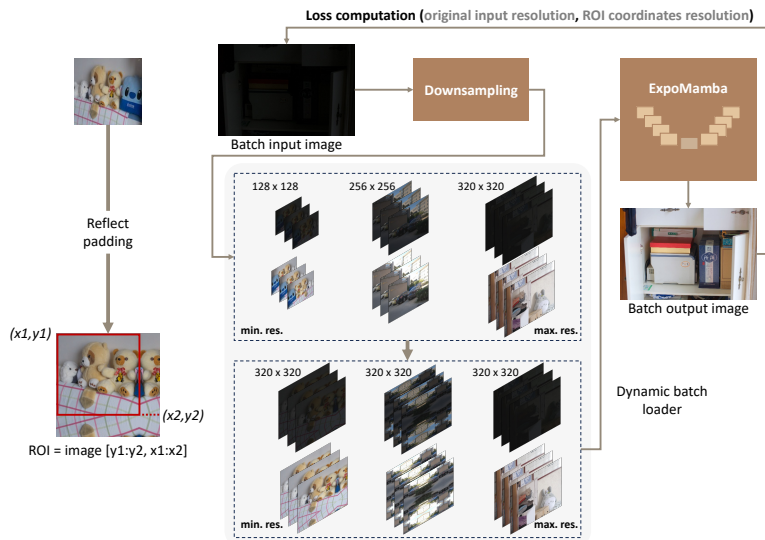 Loss computation (original input resolution, ROI coordinates resolution)
Downsampling
ExpoMamba
Batch input image
128 x 128
256 x 256
320 x 320
Reflect
padding
min. res.
max. res.
Batch output image
(x1,y1)
(x2,y2)
ROI = image [y1:y2, x1:x2]
320 x 320
320 x 320
320 x 320
Dynamic batch
loader
min. res.
max. res.